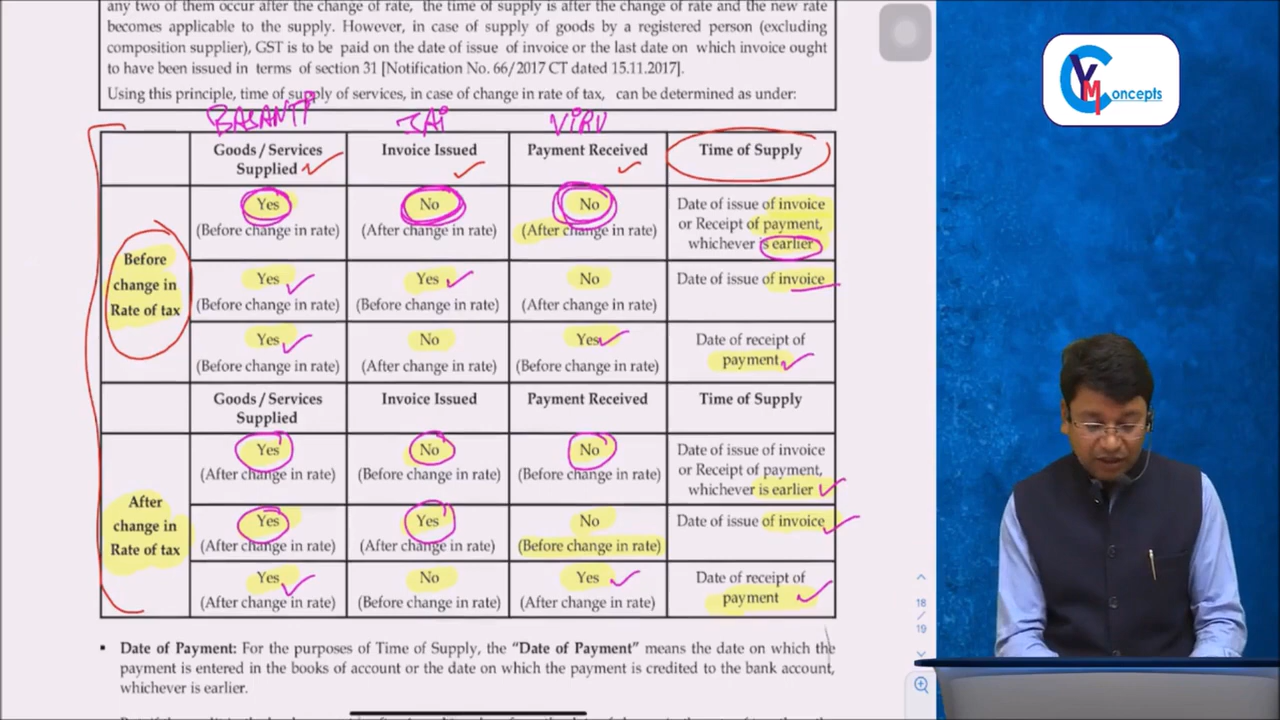 any two of them occur after the change of rate, the time of supply is after the change of rate and the new rate
becomes applicable to the supply. However, in case of supply of goods by a registered person (excluding
composition supplier), GST is to be paid on the date of issue of invoice or the last date on which invoice ought
to have been issued in terms of section 31 [Notification No. 66/2017 CT dated 15.11.2017].
Using this principle, time of supply of services, in case of change in rate of tax, can be determined as under:
BASANTI JAI VIRU
Goods/Services Supplied Invoice Issued Payment Received Time of Supply
Before change in Rate of tax
Yes (Before change in rate) No (After change in rate) No (After change in rate) Date of issue of invoice or Receipt of payment, whichever is earlier
Yes (Before change in rate) Yes (Before change in rate) No (After change in rate) Date of issue of invoice
Yes (Before change in rate) No (After change in rate) Yes (Before change in rate) Date of receipt of payment
Goods/Services Supplied Invoice Issued Payment Received Time of Supply
After change in Rate of tax
Yes (After change in rate) No (Before change in rate) No (Before change in rate) Date of issue of invoice or Receipt of payment, whichever is earlier
Yes (After change in rate) Yes (After change in rate) No (Before change in rate) Date of issue of invoice
Yes (After change in rate) No (Before change in rate) Yes (After change in rate) Date of receipt of payment
▪ Date of Payment: For the purposes of Time of Supply, the "Date of Payment" means the date on which the
payment is entered in the books of account or the date on which the payment is credited to the bank account,
whichever is earlier.
18
/
19
YM Concepts